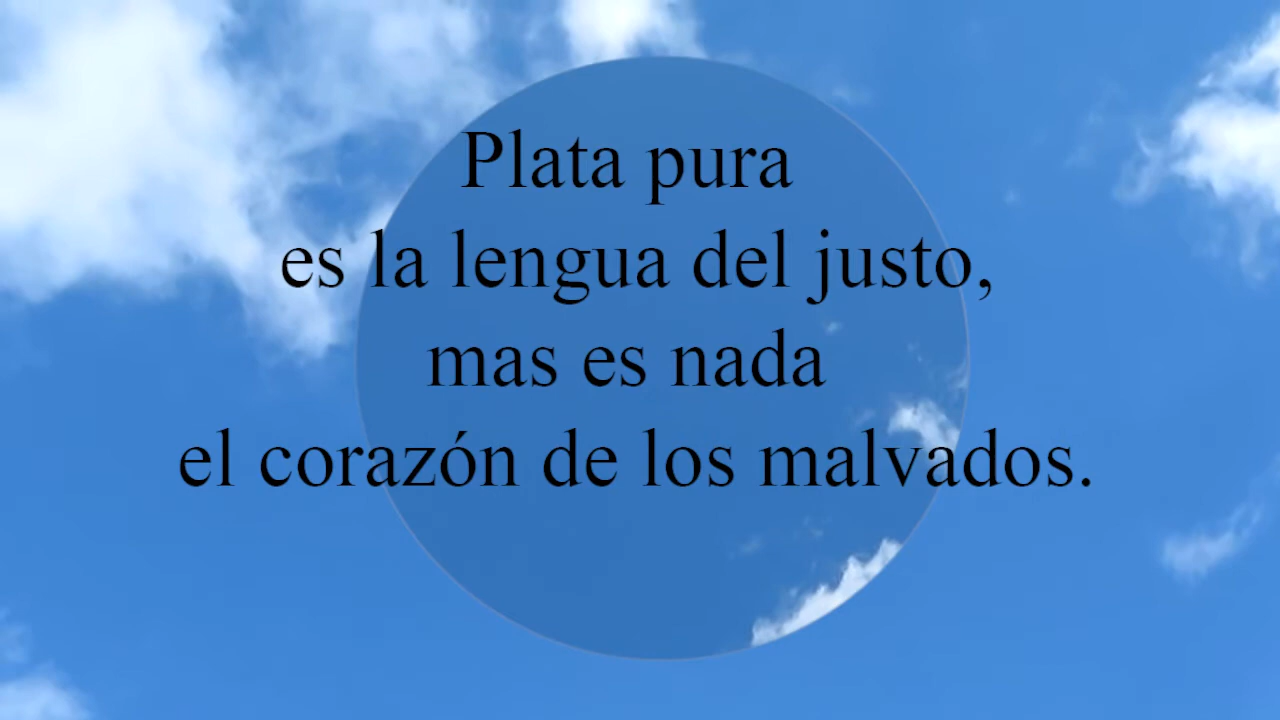 Plata pura
es la lengua del justo,
mas es nada
el corazón de los malvados.